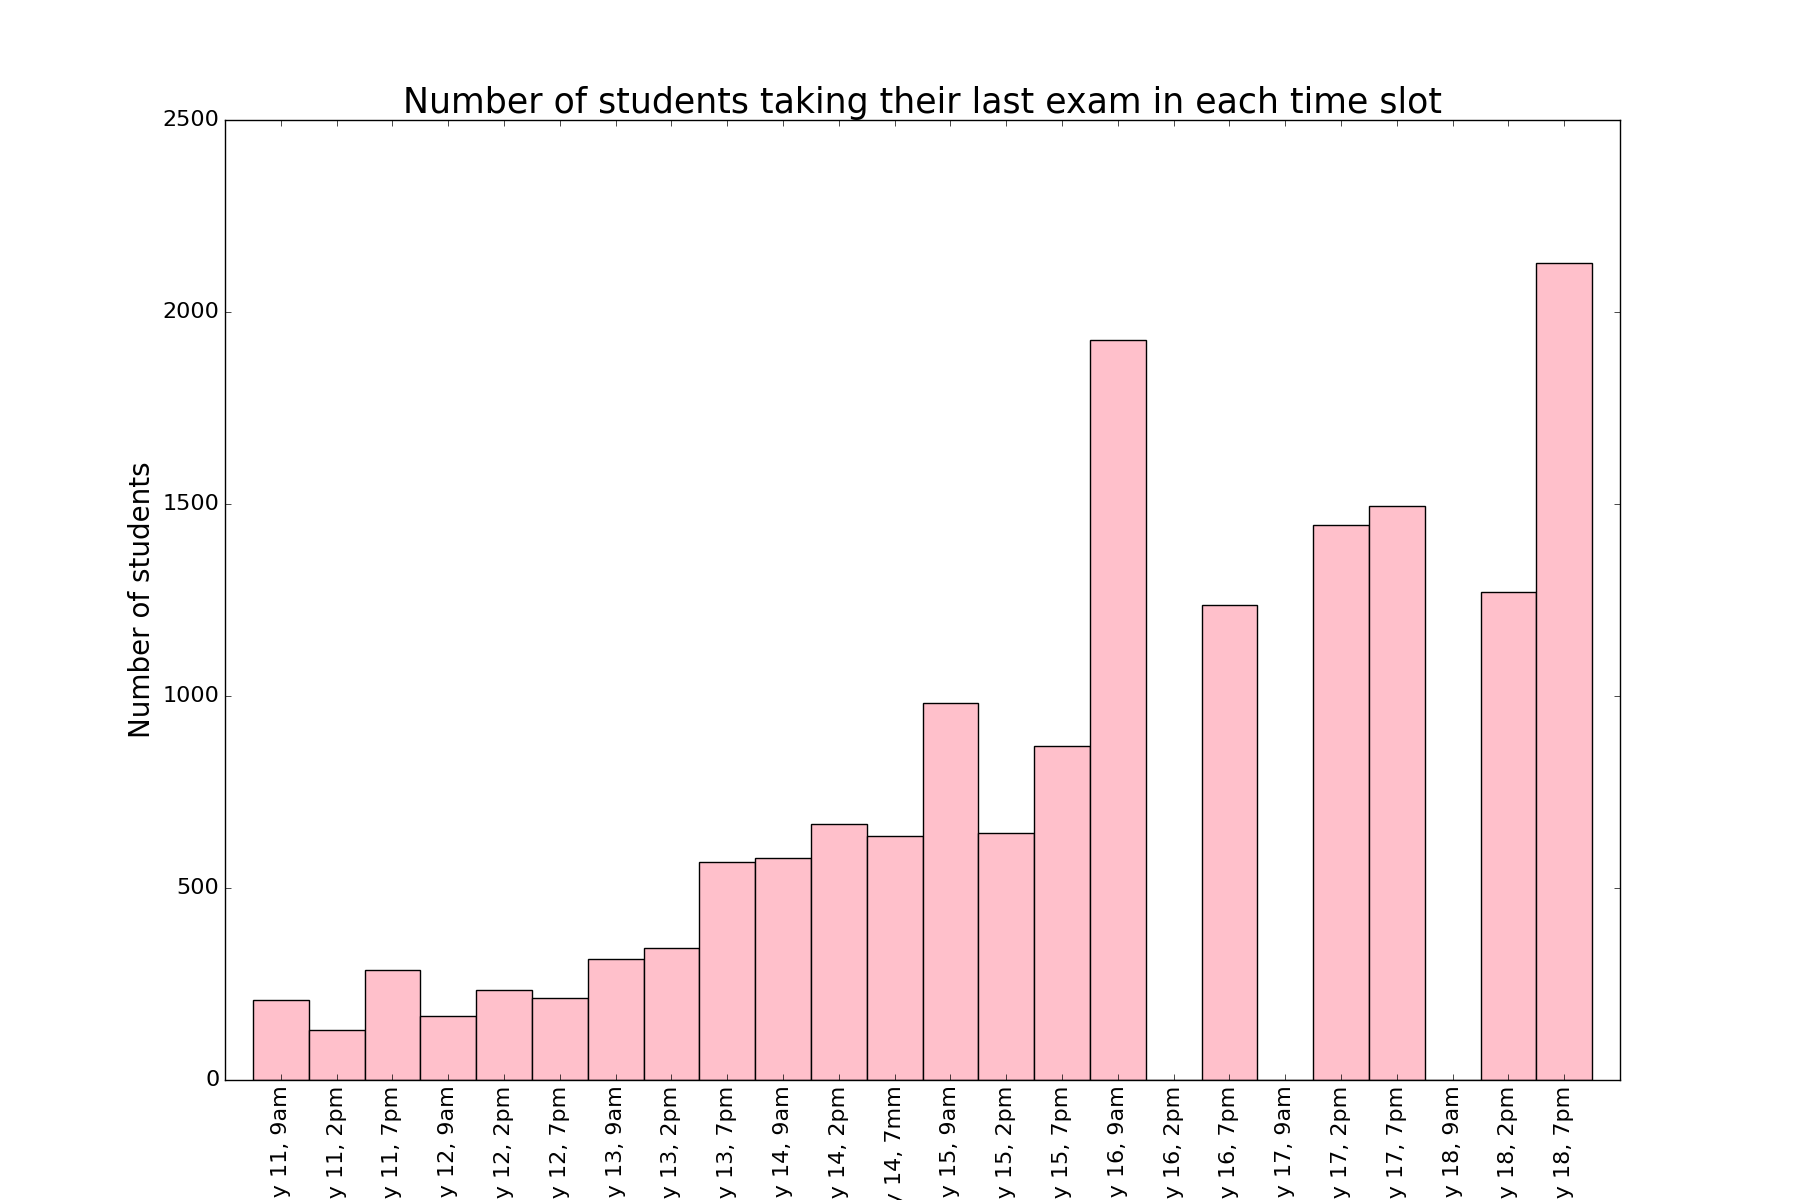 Number of students taking their last exam in each time slot
2500
2000
1500
1000
500
0
Number of students
y 11, 9am
y 11, 2pm
y 11, 7pm
y 12, 9am
y 12, 2pm
y 12, 7pm
y 13, 9am
y 13, 2pm
y 13, 7pm
y 14, 9am
y 14, 2pm
y 14, 7mm
y 15, 9am
y 15, 2pm
y 15, 7pm
y 16, 9am
y 16, 2pm
y 16, 7pm
y 17, 9am
y 17, 2pm
y 17, 7pm
y 18, 9am
y 18, 2pm
y 18, 7pm